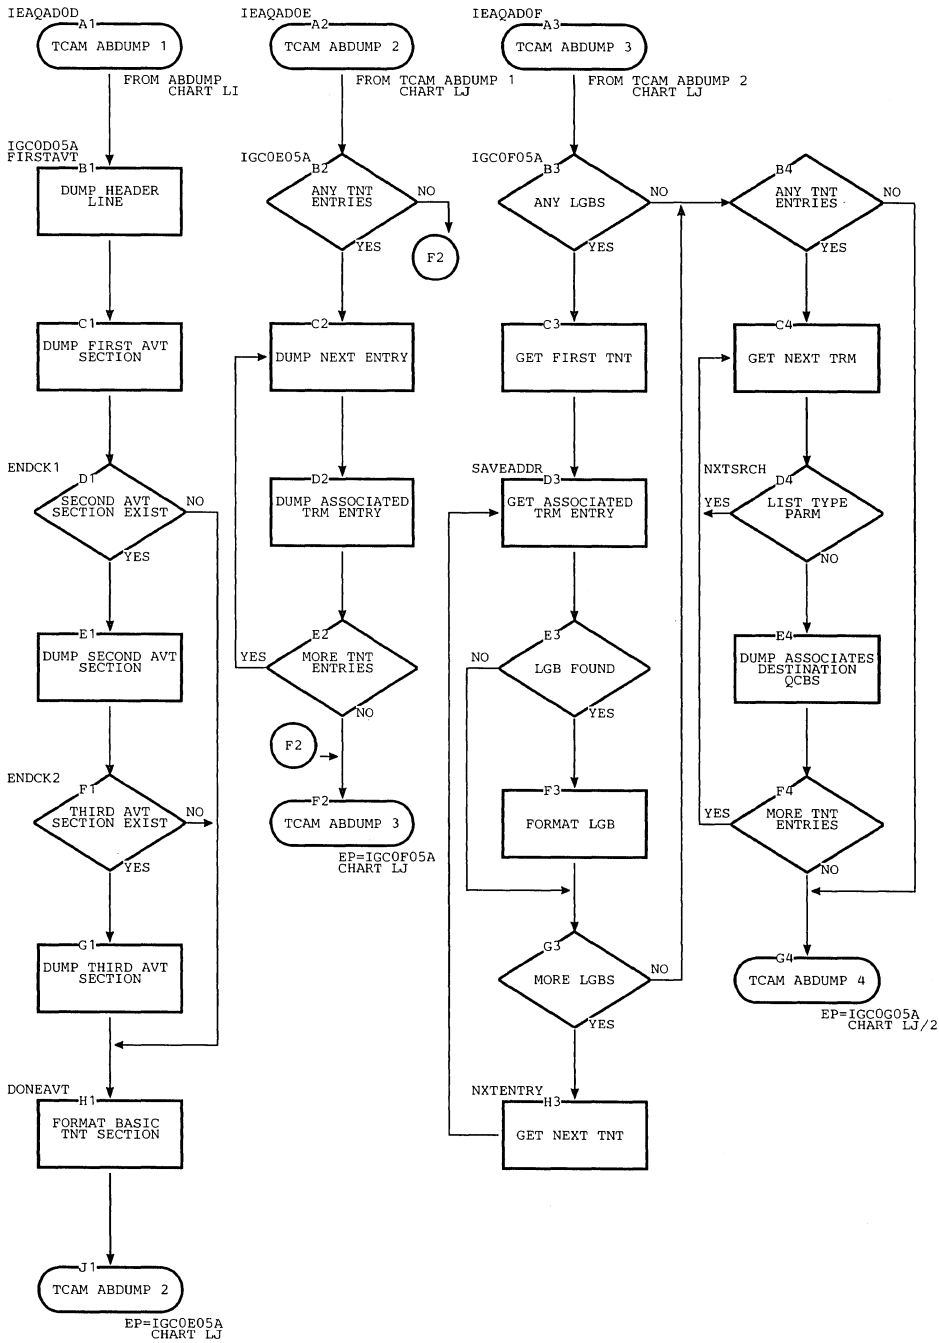 IEAQAD0D
A1
TCAM ABDUMP 1
FROM ABDUMP
CHART LI
IGC0D05A
FIRSTAVT
B1
DUMP HEADER
LINE
C1
DUMP FIRST AVT
SECTION
ENDCK1
D1
SECOND AVT
SECTION EXIST
NO
YES
E1
DUMP SECOND AVT
SECTION
ENDCK2
F1
THIRD AVT
SECTION EXIST
NO
YES
G1
DUMP THIRD AVT
SECTION
DONEAVT
H1
FORMAT BASIC
TNT SECTION
J1
TCAM ABDUMP 2
EP=IGC0E05A
CHART LJ
IEAQAD0E
A2
TCAM ABDUMP 2
FROM TCAM ABDUMP 1
CHART LJ
IGC0E05A
B2
ANY TNT
ENTRIES
NO
F2
YES
C2
DUMP NEXT ENTRY
D2
DUMP ASSOCIATED
TRM ENTRY
E2
MORE TNT
ENTRIES
YES
NO
F2
F2
TCAM ABDUMP 3
EP=IGC0F05A
CHART LJ
IEAQAD0F
A3
TCAM ABDUMP 3
FROM TCAM ABDUMP 2
CHART LJ
IGC0F05A
B3
ANY LGBS
NO
YES
C3
GET FIRST TNT
SAVEADDR
D3
GET ASSOCIATED
TRM ENTRY
E3
LGB FOUND
NO
YES
F3
FORMAT LGB
G3
MORE LGBS
NO
YES
NXTENTRY
H3
GET NEXT TNT
B4
ANY TNT
ENTRIES
NO
YES
C4
GET NEXT TRM
NXTSRCH
D4
LIST TYPE
PARM
YES
NO
E4
DUMP ASSOCIATES
DESTINATION
QCBS
F4
MORE TNT
ENTRIES
YES
NO
G4
TCAM ABDUMP 4
EP=IGC0G05A
CHART LJ/2